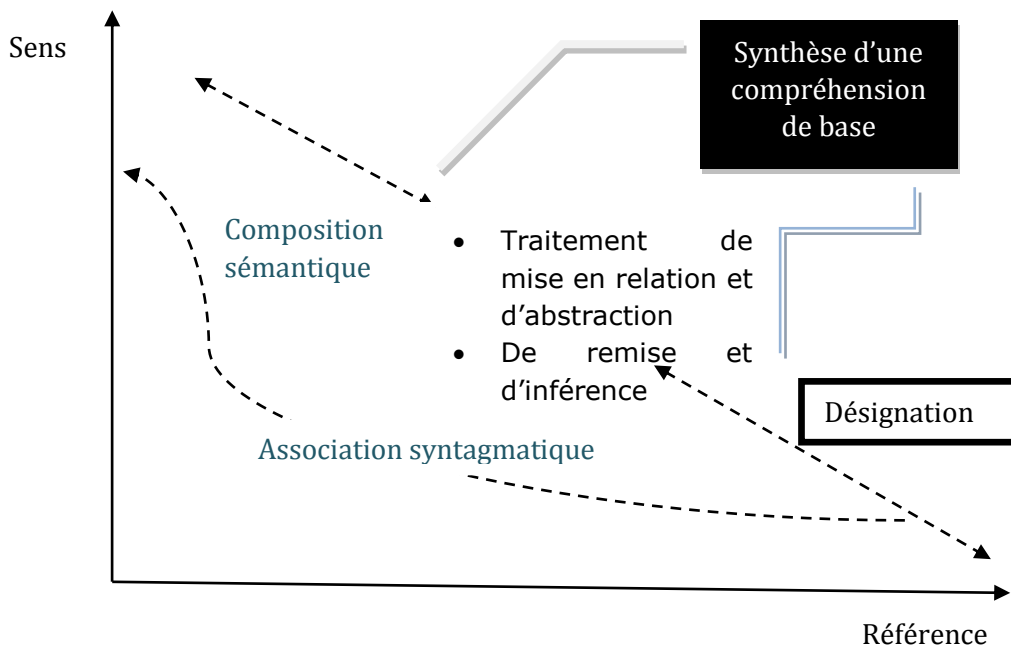 Sens
Synthèse d’une
compréhension
de base
Composition
sémantique
• Traitement de
mise en relation et
d’abstraction
• De remise et
d’inférence
Désignation
Association syntagmatique
Référence